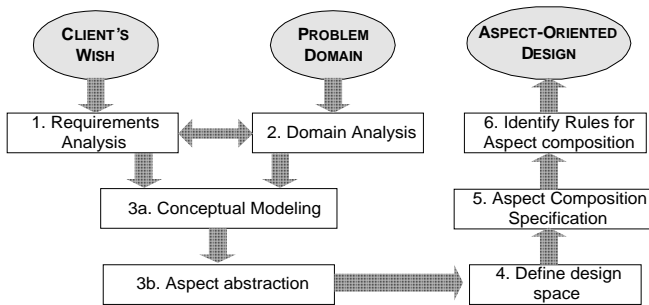 CLIENT'S
WISH
PROBLEM
DOMAIN
ASPECT-ORIENTED
DESIGN
1. Requirements
Analysis
2. Domain Analysis
6. Identify Rules for
Aspect composition
3a. Conceptual Modeling
5. Aspect Composition
Specification
3b. Aspect abstraction
4. Define design
space